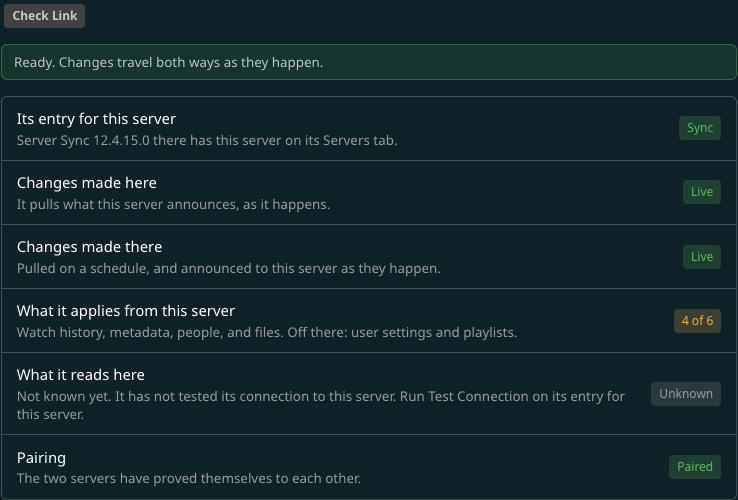 Check Link
Ready. Changes travel both ways as they happen.
Its entry for this server
Server Sync 12.4.15.0 there has this server on its Servers tab.
Sync
Changes made here
It pulls what this server announces, as it happens.
Live
Changes made there
Pulled on a schedule, and announced to this server as they happen.
Live
What it applies from this server
Watch history, metadata, people, and files. Off there: user settings and playlists.
4 of 6
What it reads here
Not known yet. It has not tested its connection to this server. Run Test Connection on its entry for
this server.
Unknown
Pairing
The two servers have proved themselves to each other.
Paired